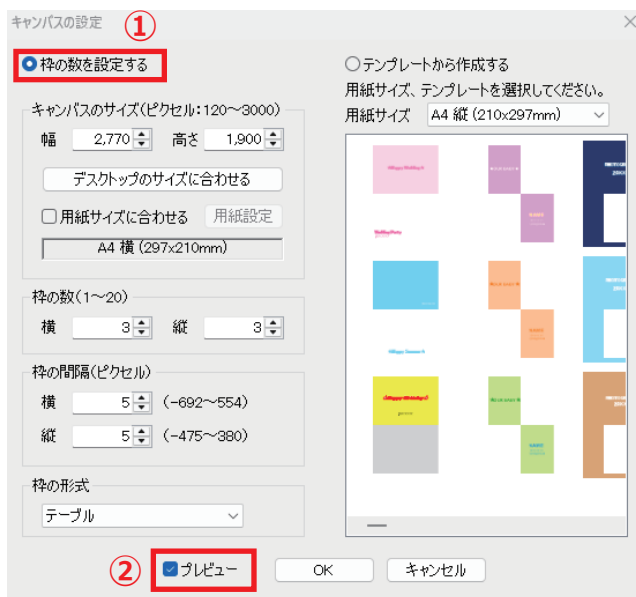 キャンバスの設定
①
枠の数を設定する
キャンバスのサイズ(ピクセル:120～3000)
幅 2,770 高さ 1,900
デスクトップのサイズに合わせる
用紙サイズに合わせる 用紙設定
A4 横 (297x210mm)
枠の数(1～20)
横 3 縦 3
枠の間隔(ピクセル)
横 5 (-692～554)
縦 5 (-475～380)
枠の形式
テーブル
テンプレートから作成する
用紙サイズ、テンプレートを選択してください。
用紙サイズ A4 縦 (210x297mm)
②
プレビュー OK キャンセル